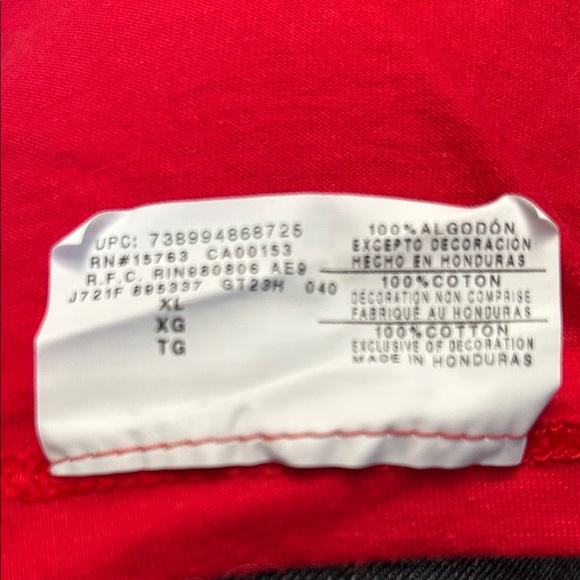 UPC: 738994868725
RN#15763 CA00153
R.F.C. RIN980806 AE9
J721F 895337 GT23H 040
XL
XG
TG
100% ALGODÓN
EXCEPTO DECORACIÓN
HECHO EN HONDURAS
100% COTON
DÉCORATION NON COMPRISE
FABRIQUÉ AU HONDURAS
100% COTTON
EXCLUSIVE OF DECORATION
MADE IN HONDURAS